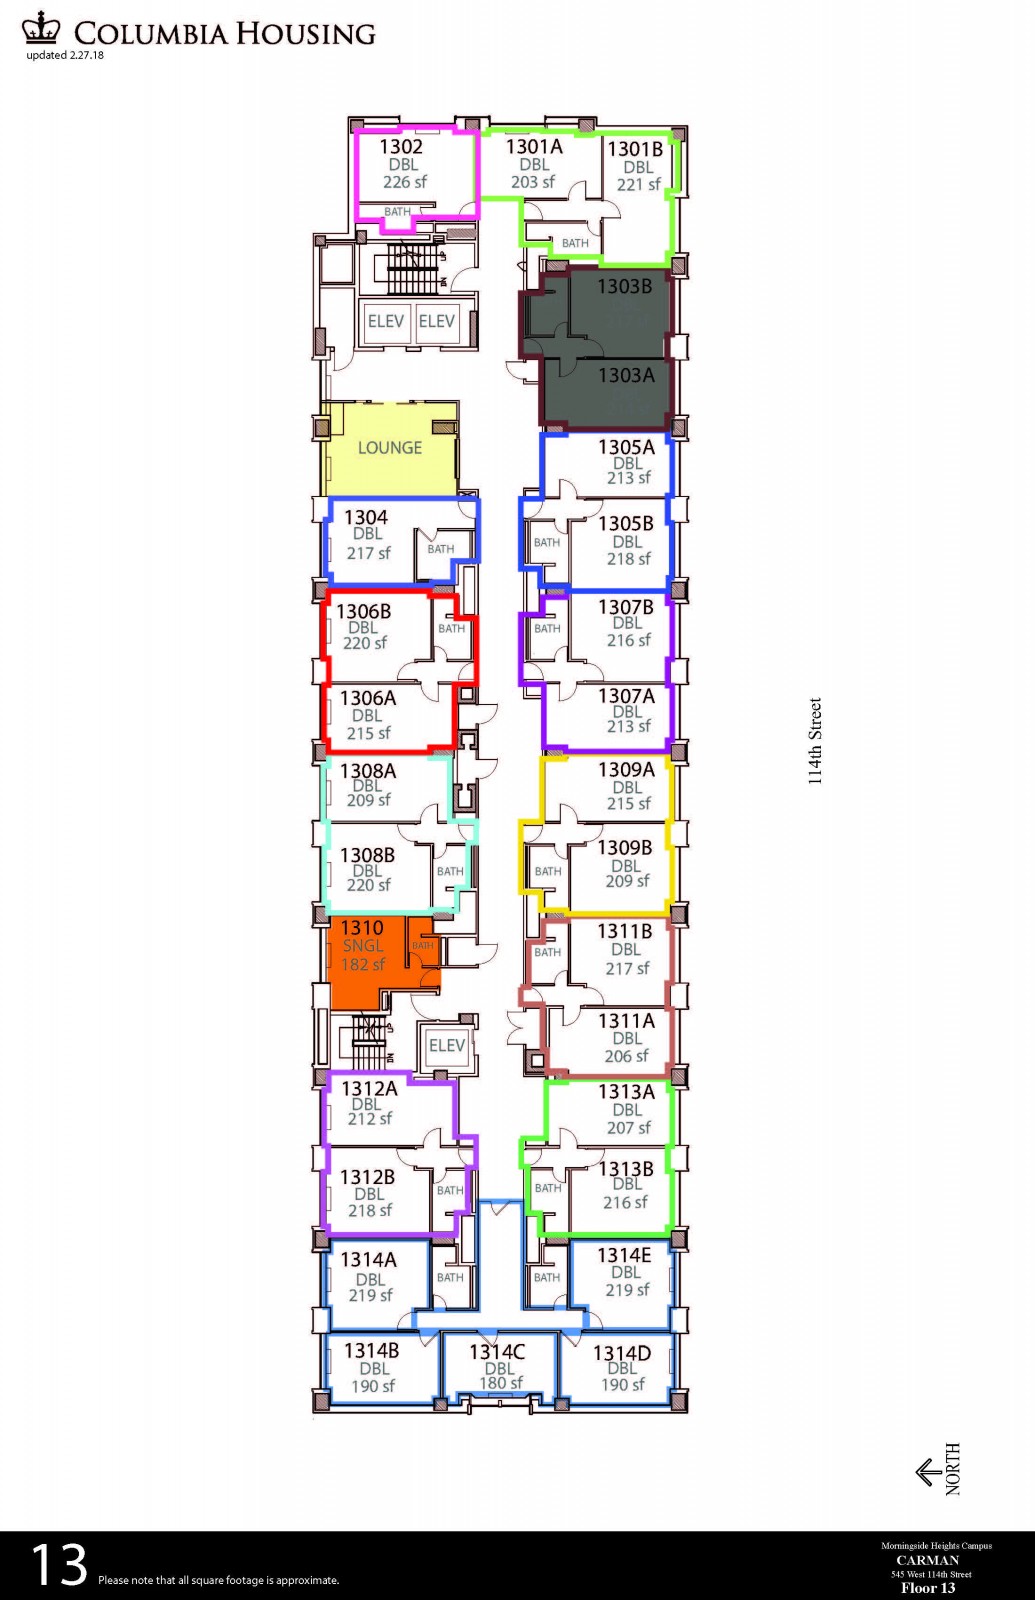 COLUMBIA HOUSING
updated 2.27.18
1302
DBL
226 sf
BATH
1301A
DBL
203 sf
1301B
DBL
221 sf
BATH
UP
DN
ELEV
ELEV
1303B
1303A
LOUNGE
1305A
DBL
213 sf
1304
DBL
217 sf
BATH
1305B
DBL
218 sf
BATH
1306B
DBL
220 sf
BATH
1307B
DBL
216 sf
BATH
1306A
DBL
215 sf
1307A
DBL
213 sf
114th Street
1308A
DBL
209 sf
1309A
DBL
215 sf
1308B
DBL
220 sf
BATH
1309B
DBL
209 sf
BATH
1310
SNGL
182 sf
BATH
1311B
DBL
217 sf
BATH
UP
DN
ELEV
1311A
DBL
206 sf
1312A
DBL
212 sf
1313A
DBL
207 sf
1312B
DBL
218 sf
BATH
1313B
DBL
216 sf
BATH
1314A
DBL
219 sf
BATH
1314E
DBL
219 sf
BATH
1314B
DBL
190 sf
1314C
DBL
180 sf
1314D
DBL
190 sf
NORTH
13
Please note that all square footage is approximate.
Morningside Heights Campus
CARMAN
545 West 114th Street
Floor 13